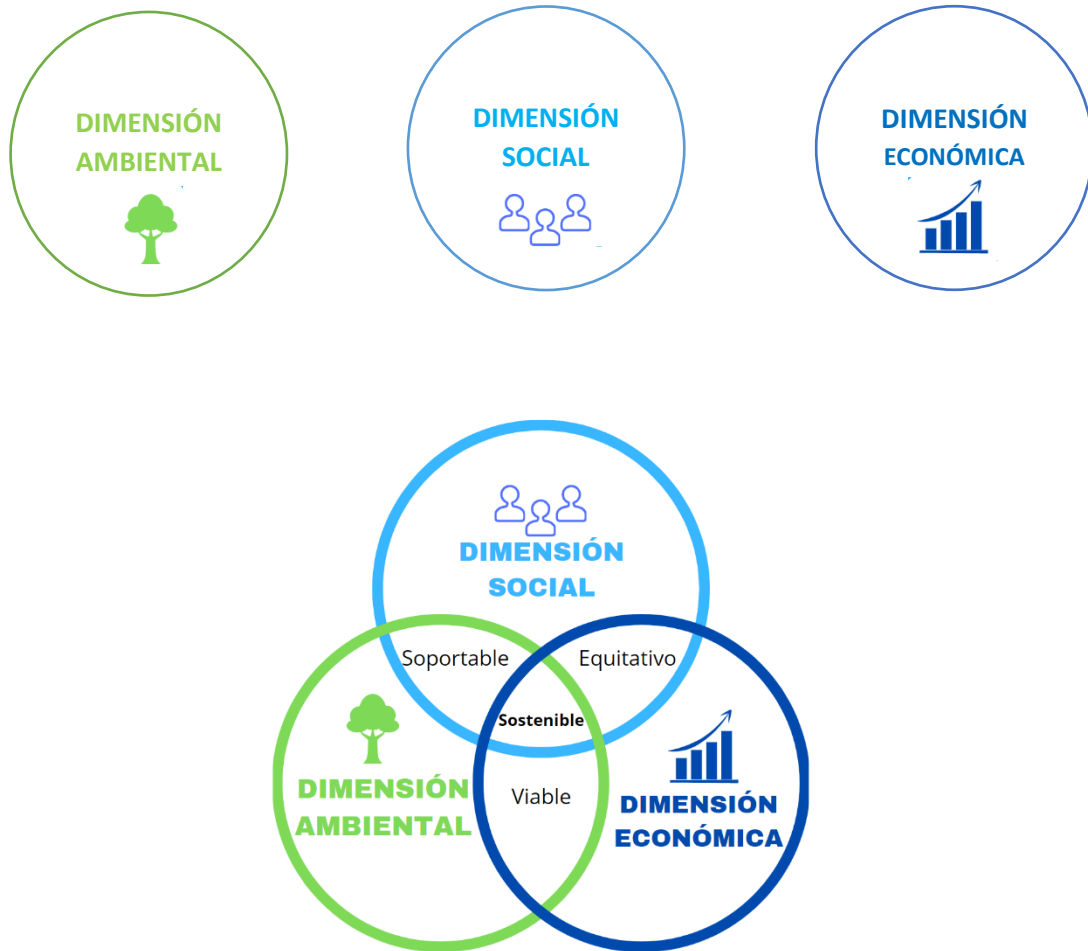 DIMENSIÓN
AMBIENTAL
DIMENSIÓN
SOCIAL
DIMENSIÓN
ECONÓMICA
DIMENSIÓN
SOCIAL
Soportable
Equitativo
Sostenible
DIMENSIÓN
AMBIENTAL
Viable
DIMENSIÓN
ECONÓMICA